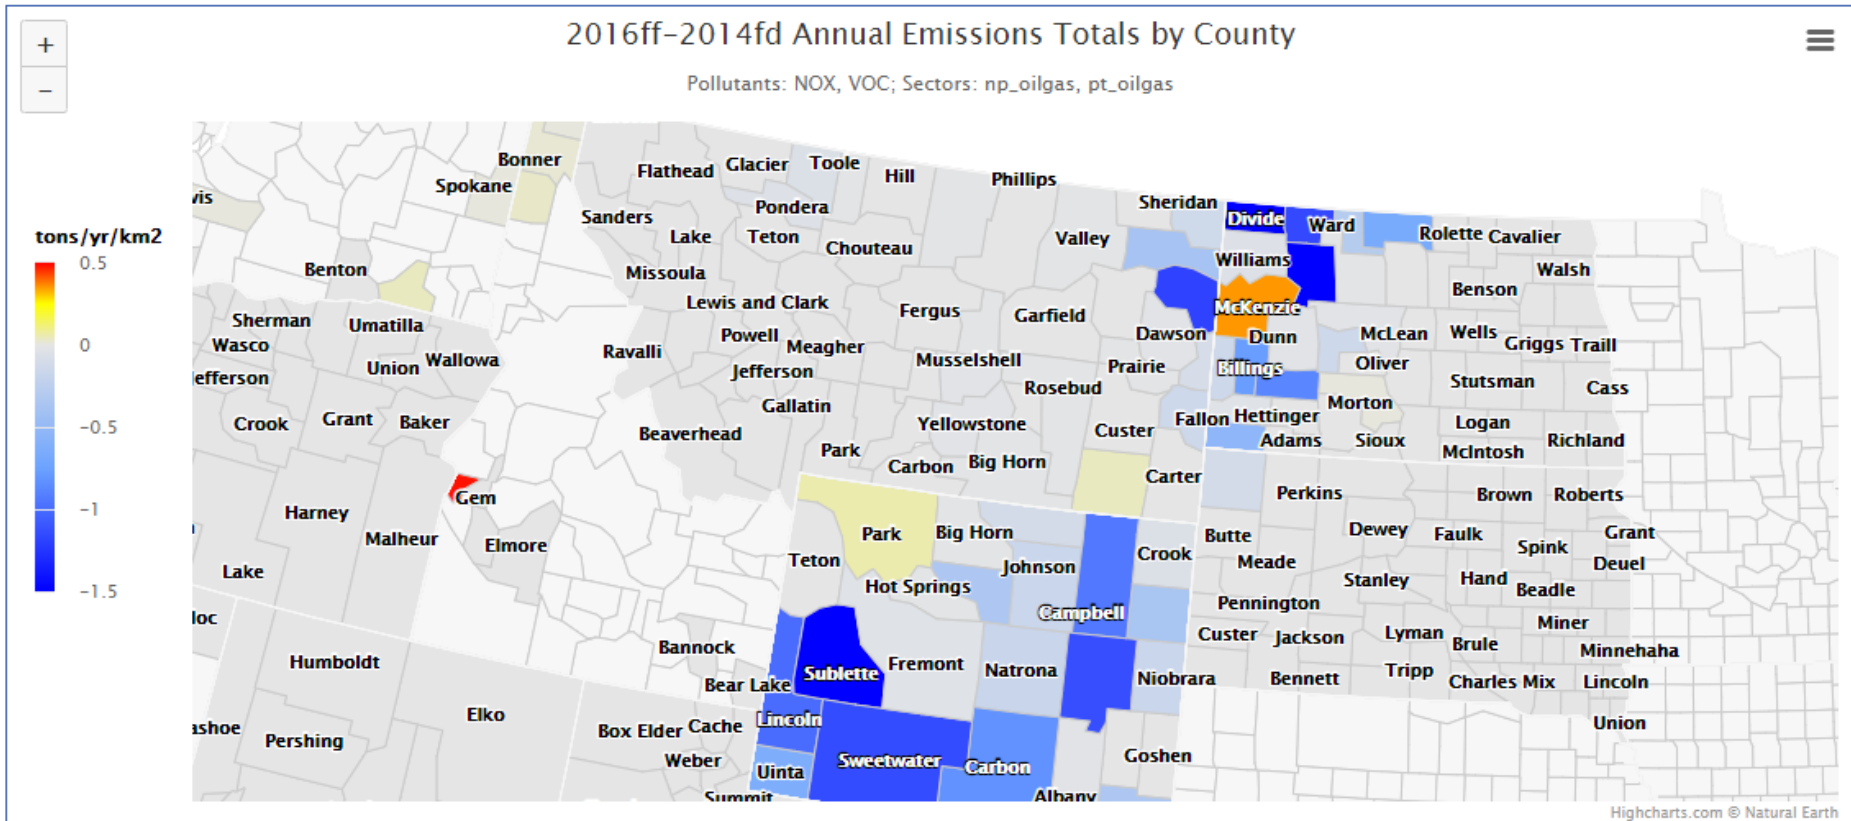 +
−
2016ff-2014fd Annual Emissions Totals by County
Pollutants: NOX, VOC; Sectors: np_oilgas, pt_oilgas
tons/yr/km2
0.5
0
-0.5
-1
-1.5
Bonner
Flathead Glacier Toole Hill Phillips
Spokane
vis
Sanders Pondera Sheridan Divide Ward
Lake Teton Chouteau Valley Rolette Cavalier
Benton Missoula Williams Walsh
Lewis and Clark Fergus Garfield McKenzie Benson
Sherman Umatilla Powell Dawson Dunn McLean Wells Griggs Traill
Wasco Ravalli Meagher Musselshell Prairie Billings Oliver
Union Wallowa Jefferson Rosebud Stutsman Cass
efferson
Gallatin Fallon Hettinger Morton
Crook Grant Baker Beaverhead Yellowstone Custer Adams Sioux Logan Richland
Park Carbon Big Horn McIntosh
Gem Carter Perkins Brown Roberts
Harney Park Big Horn Butte Dewey Faulk Grant
Malheur Elmore Teton Johnson Crook Meade Spink Deuel
Lake Hot Springs Stanley Hand Beadle
loc Campbell Pennington Miner
Bannock Custer Jackson Lyman Brule Minnehaha
Humboldt Bear Lake Sublette Fremont Natrona Niobrara Bennett Tripp Charles Mix Lincoln
Elko Lincoln Union
ashoe Pershing Box Elder Cache Goshen
Weber Uinta Sweetwater Carbon
Summit Albany
Highcharts.com © Natural Earth